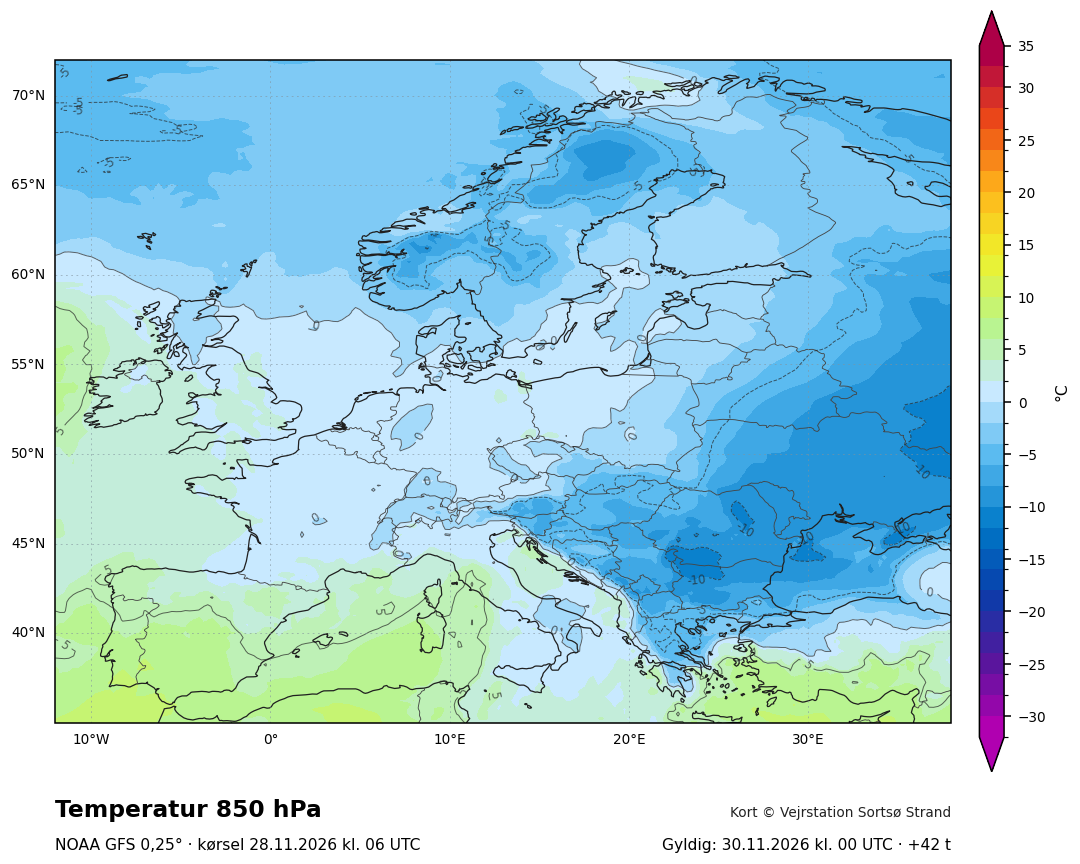 70°N
65°N
60°N
55°N
50°N
45°N
40°N
10°W
0°
10°E
20°E
30°E
35
30
25
20
15
10
5
0
−5
−10
−15
−20
−25
−30
°C
Temperatur 850 hPa
Kort © Vejrstation Sortsø Strand
NOAA GFS 0,25° · kørsel 28.11.2026 kl. 06 UTC
Gyldig: 30.11.2026 kl. 00 UTC · +42 t